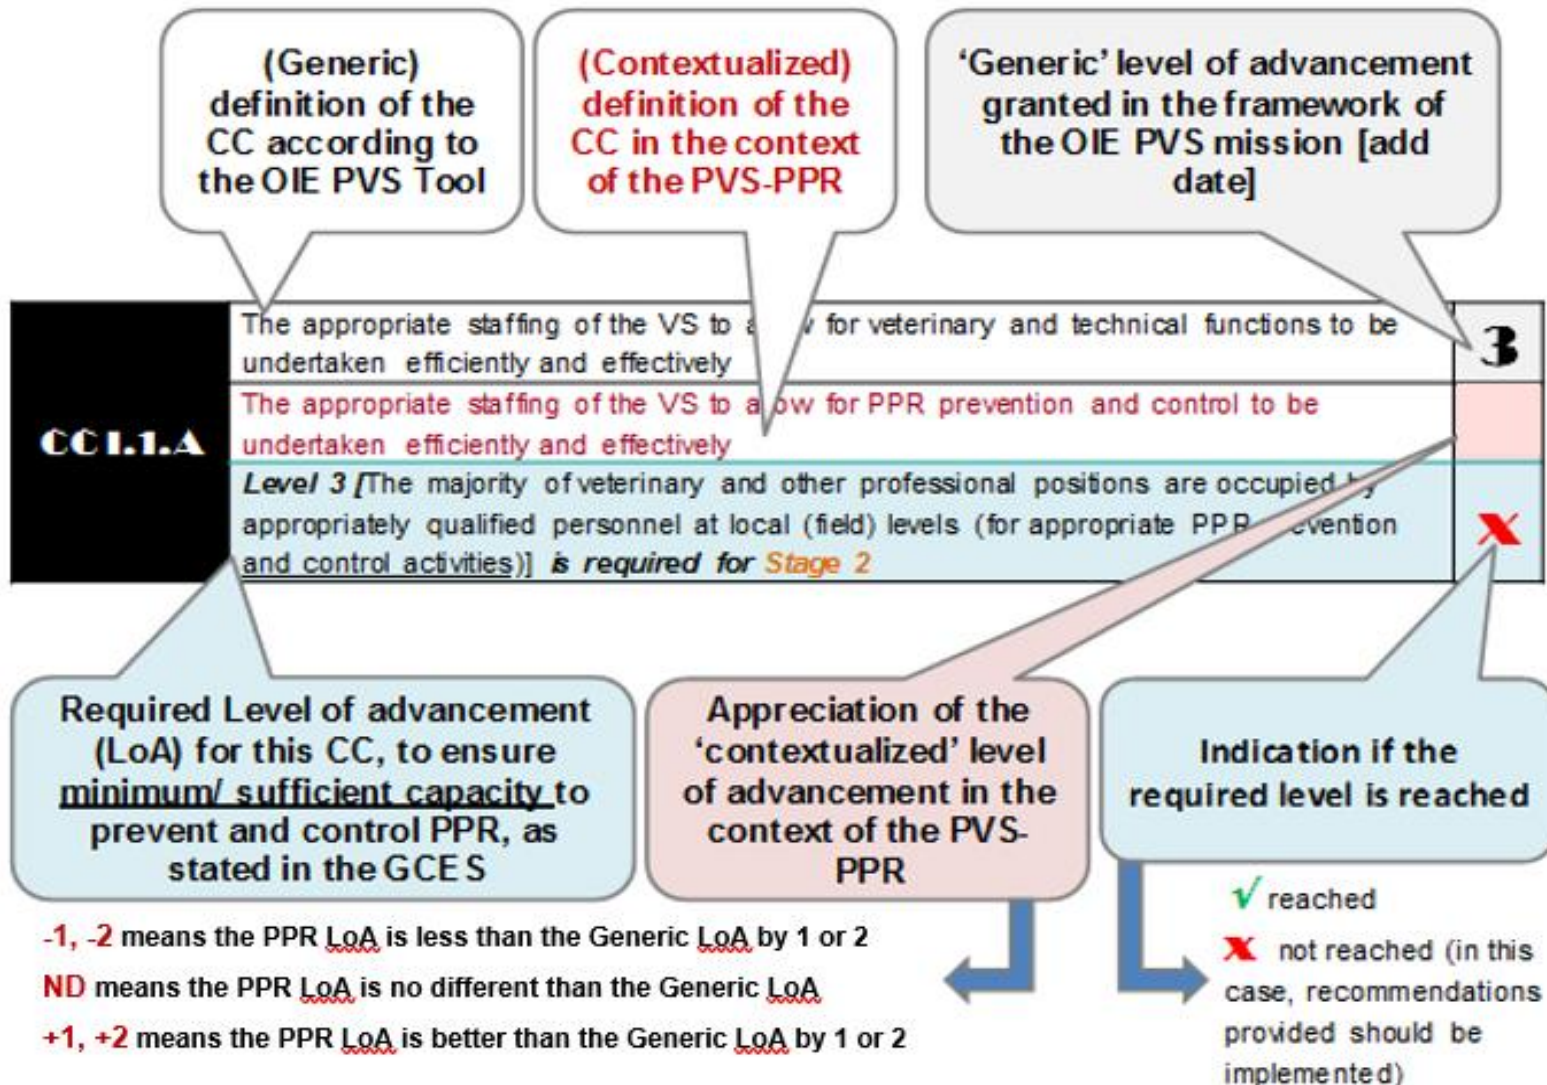 (Generic)
definition of the
CC according to
the OIE PVS Tool
(Contextualized)
definition of the
CC in the context
of the PVS-PPR
‘Generic’ level of advancement
granted in the framework of
the OIE PVS mission [add
date]
CC I.1.A
The appropriate staffing of the VS to a w for veterinary and technical functions to be
undertaken efficiently and effectively
3
The appropriate staffing of the VS to a ow for PPR prevention and control to be
undertaken efficiently and effectively
Level 3 [The majority of veterinary and other professional positions are occupied by
appropriately qualified personnel at local (field) levels (for appropriate PPR evention
and control activities)] is required for Stage 2
X
Required Level of advancement
(LoA) for this CC, to ensure
minimum/ sufficient capacity to
prevent and control PPR, as
stated in the GCES
Appreciation of the
‘contextualized’ level
of advancement in the
context of the PVS-
PPR
Indication if the
required level is reached
-1, -2 means the PPR LoA is less than the Generic LoA by 1 or 2
ND means the PPR LoA is no different than the Generic LoA
+1, +2 means the PPR LoA is better than the Generic LoA by 1 or 2
√ reached
X not reached (in this
case, recommendations
provided should be
implemented)